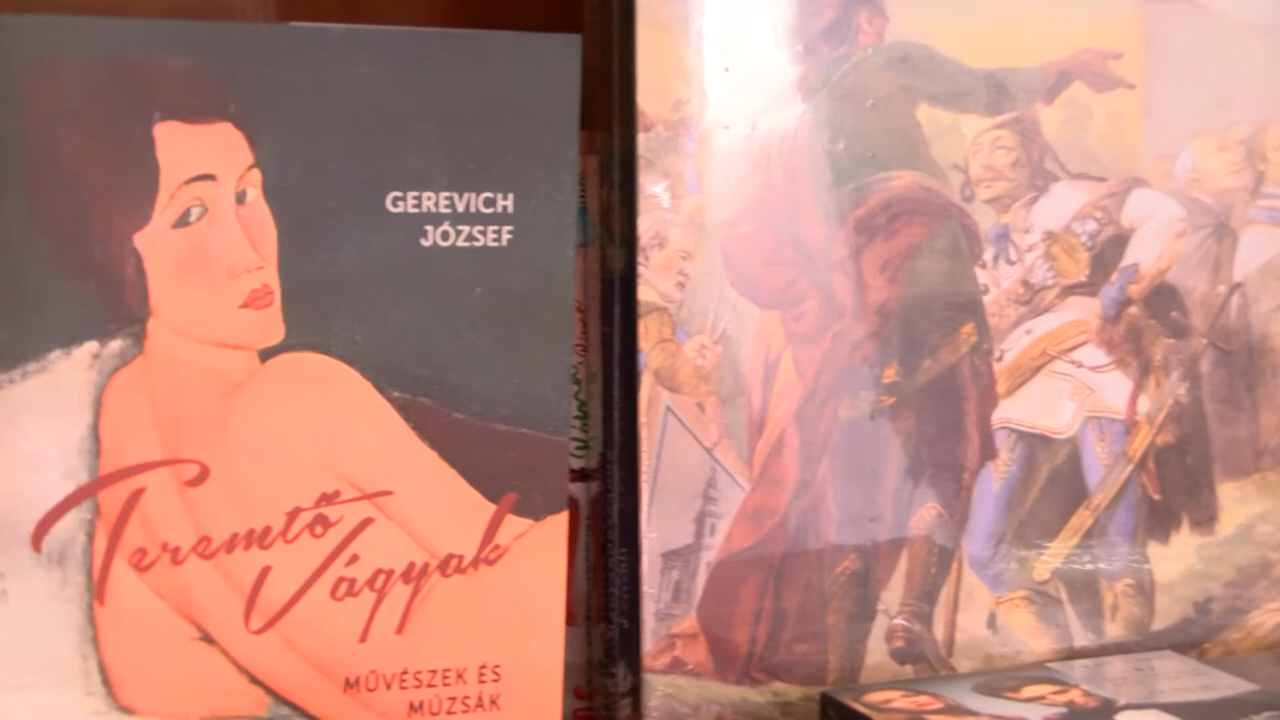 GEREVICH
JÓZSEF
Teremtő
Vágyak
MŰVÉSZEK ÉS
MÚZSÁK